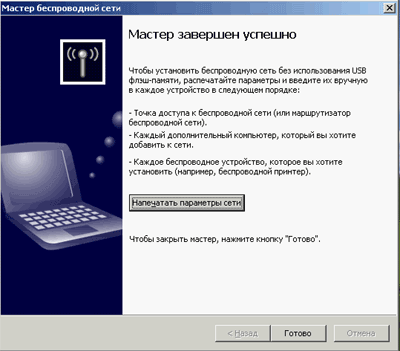 Мастер беспроводной сети
Мастер завершен успешно
Чтобы установить беспроводную сеть без использования USB
флэш-памяти, распечатайте параметры и введите их вручную
в каждое устройство в следующем порядке:
- Точка доступа к беспроводной сети (или маршрутизатор
беспроводной сети).
- Каждый дополнительный компьютер, который вы хотите
добавить к сети.
- Каждое беспроводное устройство, которое вы хотите
установить (например, беспроводной принтер).
Напечатать параметры сети
Чтобы закрыть мастер, нажмите кнопку "Готово".
< Назад
Готово
Отмена